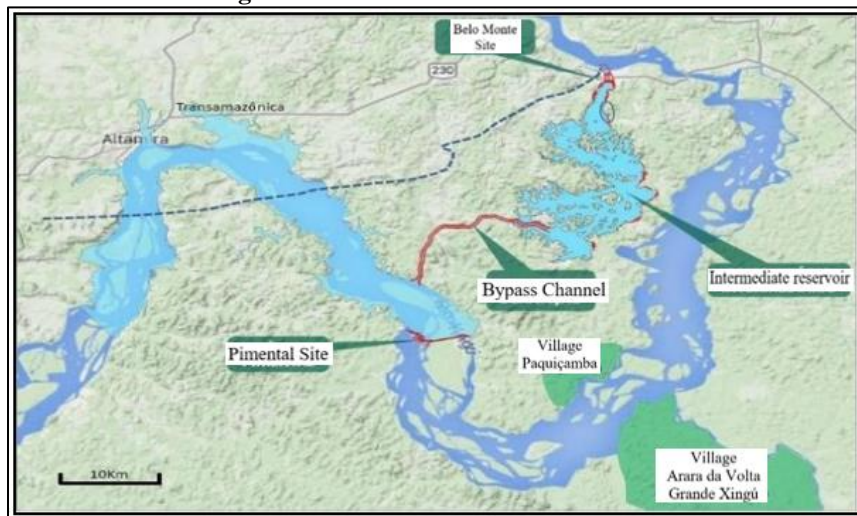 Belo Monte
Site
230
Transamazônica
Altamira
Bypass Channel
Intermediate reservoir
Pimental Site
Village
Paquiçamba
Village
Arara da Volta
Grande Xingú
10Km